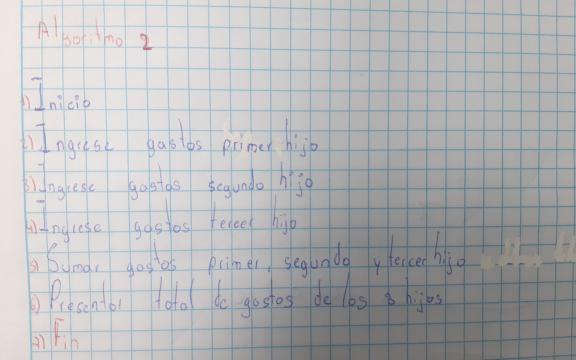 Algoritmo 2
1) Inicio
2) Ingrese gastos primer hijo
3) Ingrese gastos segundo hijo
4) Ingrese gastos tercer hijo
5) Sumar gastos primer, segundo y tercer hijo
6) Presentar total de gastos de los 3 hijos
7) Fin